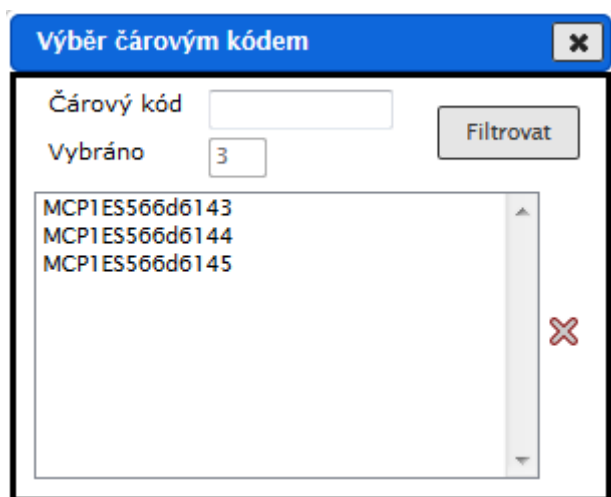 Výběr čárovým kódem
Čárový kód
Filtrovat
Vybráno 3
MCP1ES566d6143
MCP1ES566d6144
MCP1ES566d6145